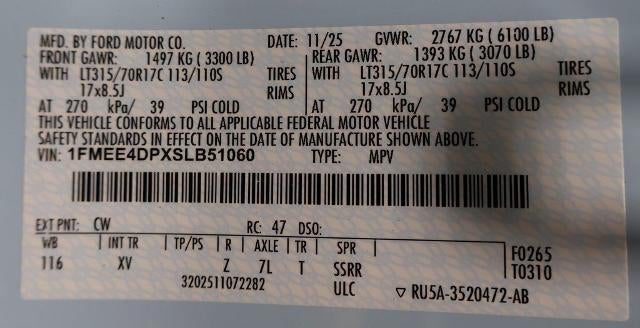 MFD. BY FORD MOTOR CO. DATE: 11/25 GVWR: 2767 KG ( 6100 LB)
FRONT GAWR: 1497 KG ( 3300 LB) REAR GAWR: 1393 KG ( 3070 LB)
WITH LT315/70R17C 113/110S TIRES WITH LT315/70R17C 113/110S TIRES
17x8.5J RIMS 17x8.5J RIMS
AT 270 kPa/ 39 PSI COLD AT 270 kPa/ 39 PSI COLD
THIS VEHICLE CONFORMS TO ALL APPLICABLE FEDERAL MOTOR VEHICLE
SAFETY STANDARDS IN EFFECT ON THE DATE OF MANUFACTURE SHOWN ABOVE.
VIN: 1FMEE4DPXSLB51060 TYPE: MPV
EXT PNT: CW RC: 47 DSO:
WB INT TR TP/PS R AXLE TR SPR F0265
116 XV Z 7L T SSRR T0310
3202511072282 ULC ▽ RU5A-3520472-AB